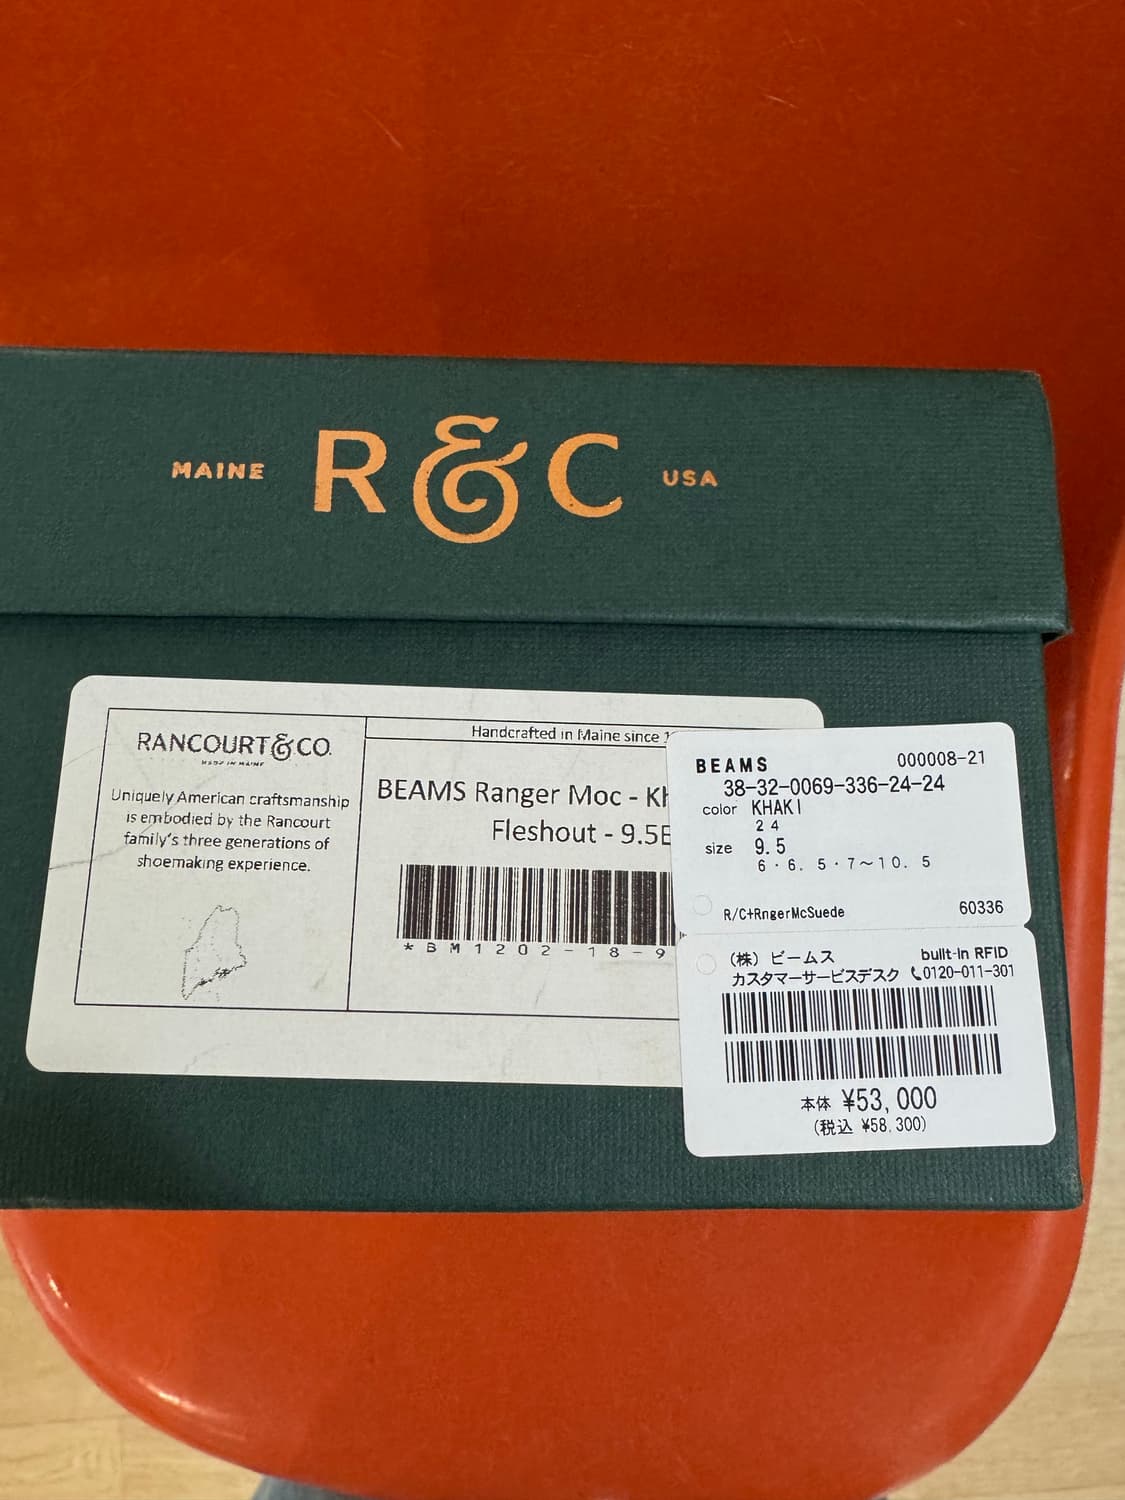 MAINE R&C USA
RANCOURT&CO.
MADE IN MAINE
Uniquely American craftsmanship
is embodied by the Rancourt
family's three generations of
shoemaking experience.
Handcrafted in Maine since
BEAMS Ranger Moc -
Fleshout - 9.5E
*BM1202-18-9
BEAMS 000008-21
38-32-0069-336-24-24
color KHAKI
24
size 9.5
6・6.5・7~10.5
R/C+RngerMcSuede 60336
(株) ビームス built-in RFID
カスタマーサービスデスク 0120-011-301
本体 ¥53,000
(税込 ¥58.300)